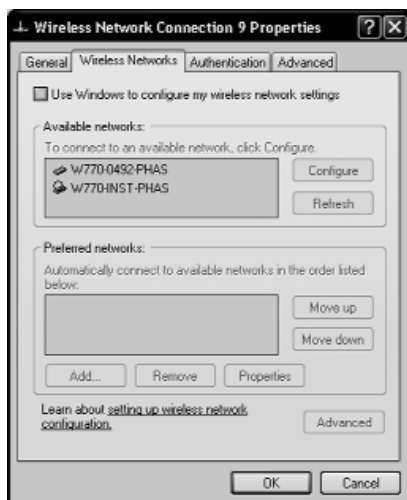 Wireless Network Connection 9 Properties
General Wireless Networks Authentication Advanced
Use Windows to configure my wireless network settings
Available networks:
To connect to an available network, click Configure.
W770-0492-PHAS
W770-INST-PHAS
Configure
Refresh
Preferred networks:
Automatically connect to available networks in the order listed
below:
Move up
Move down
Add... Remove Properties
Learn about setting up wireless network
configuration.
Advanced
OK Cancel